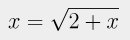 x = √(2 + x)